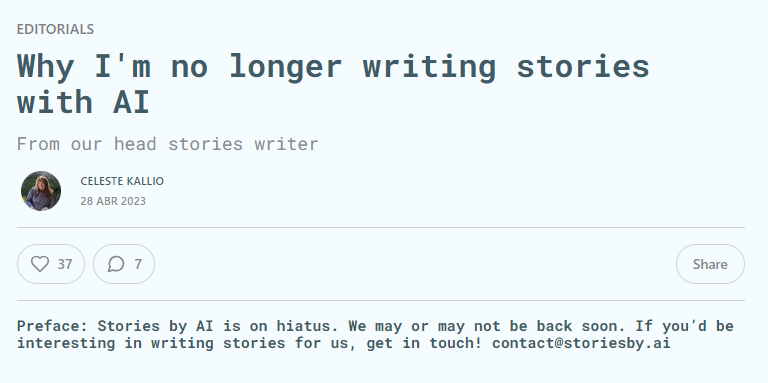 EDITORIALS
Why I'm no longer writing stories
with AI
From our head stories writer
CELESTE KALLIO
28 ABR 2023
37
7
Share
Preface: Stories by AI is on hiatus. We may or may not be back soon. If you’d be
interesting in writing stories for us, get in touch! contact@storiesby.ai